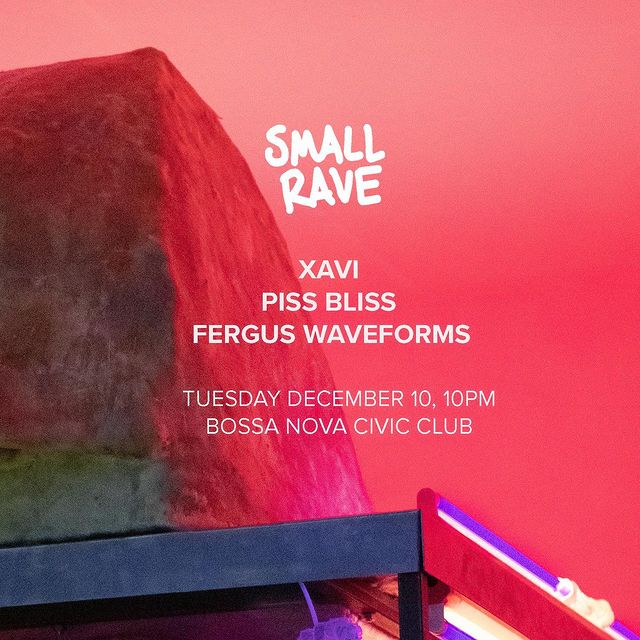 SMALL
RAVE
XAVI
PISS BLISS
FERGUS WAVEFORMS
TUESDAY DECEMBER 10, 10PM
BOSSA NOVA CIVIC CLUB